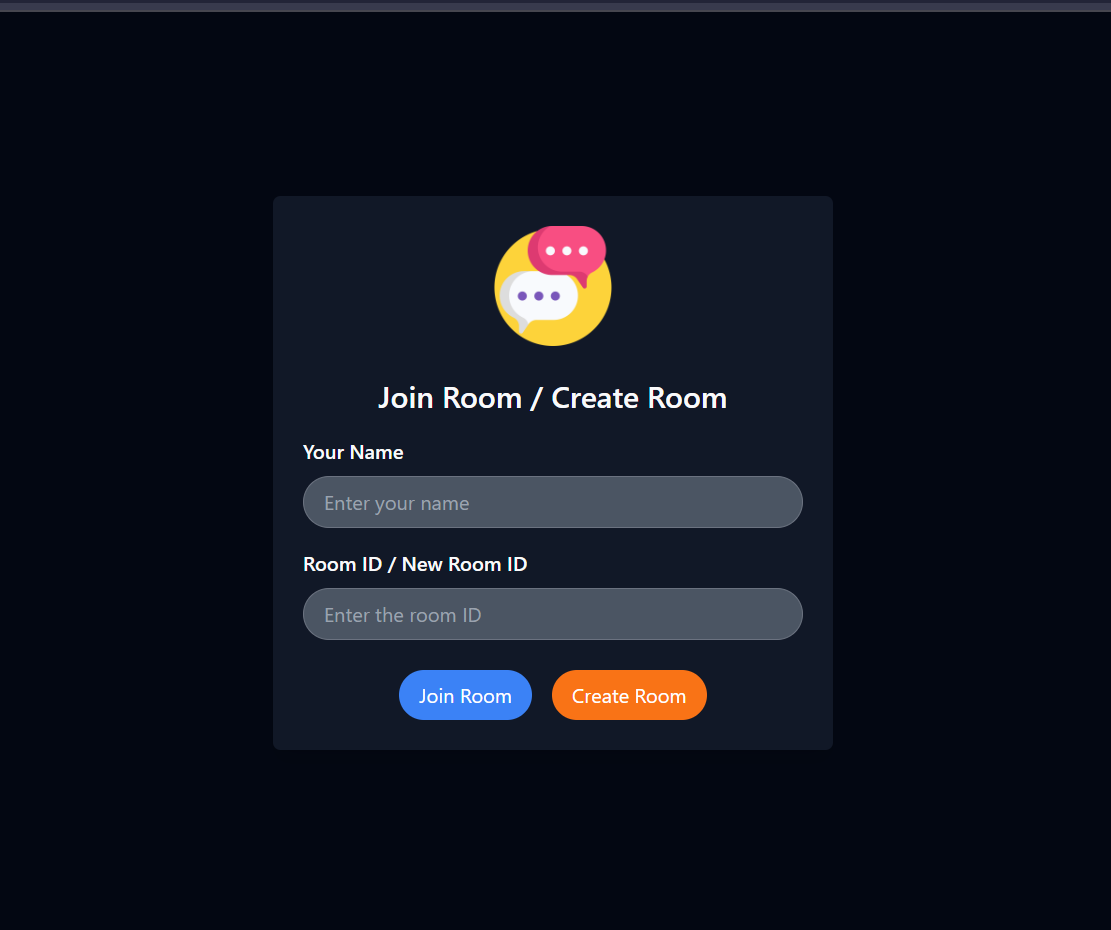 Join Room / Create Room
Your Name
Enter your name
Room ID / New Room ID
Enter the room ID
Join Room
Create Room